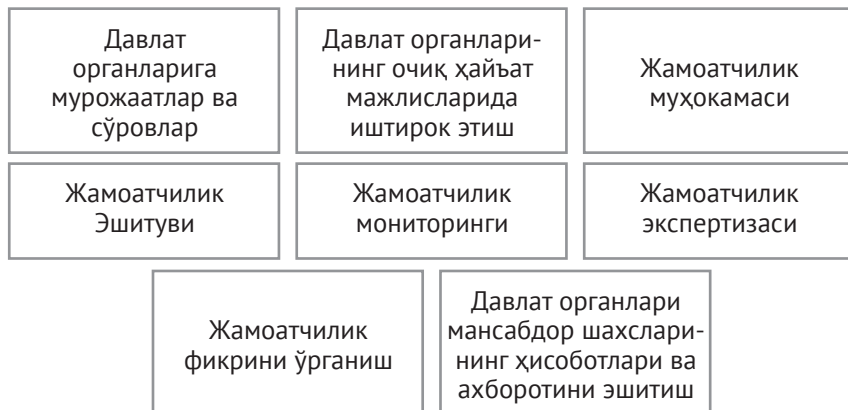 Давлат
органларига
мурожаатлар ва
сўровлар
Давлат органлари-
нинг очиқ ҳайъат
мажлисларида
иштирок этиш
Жамоатчилик
муҳокамаси
Жамоатчилик
Эшитуви
Жамоатчилик
мониторинги
Жамоатчилик
экспертизаси
Жамоатчилик
фикрини ўрганиш
Давлат органлари
мансабдор шахслари-
нинг ҳисоботлари ва
ахборотини эшитиш